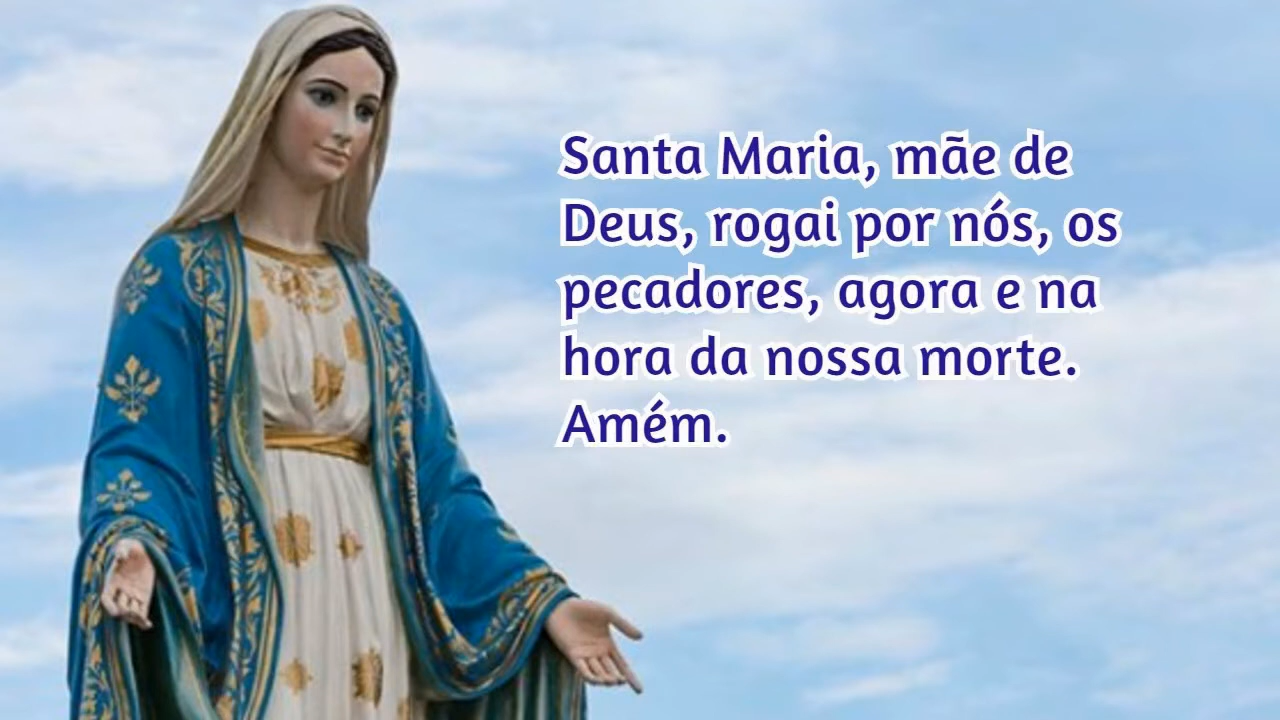 Santa Maria, mãe de
Deus, rogai por nós, os
pecadores, agora e na
hora da nossa morte.
Amém.